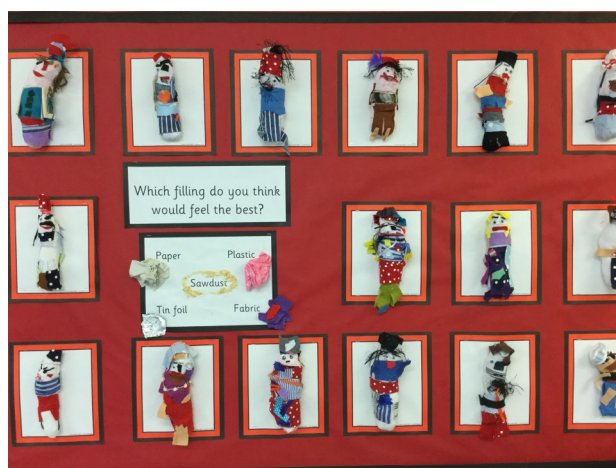 Which filling do you think
would feel the best?
Paper Plastic
Sawdust
Tin foil Fabric